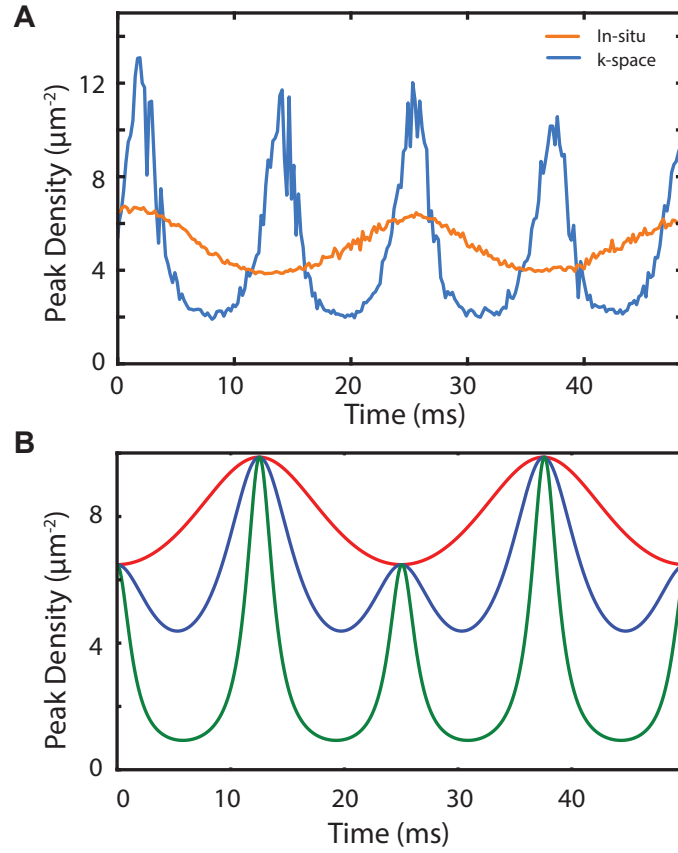 A
In-situ
k-space
12
8
4
0
Peak Density (µm⁻²)
0 10 20 30 40
Time (ms)
B
8
4
0
Peak Density (µm⁻²)
0 10 20 30 40
Time (ms)